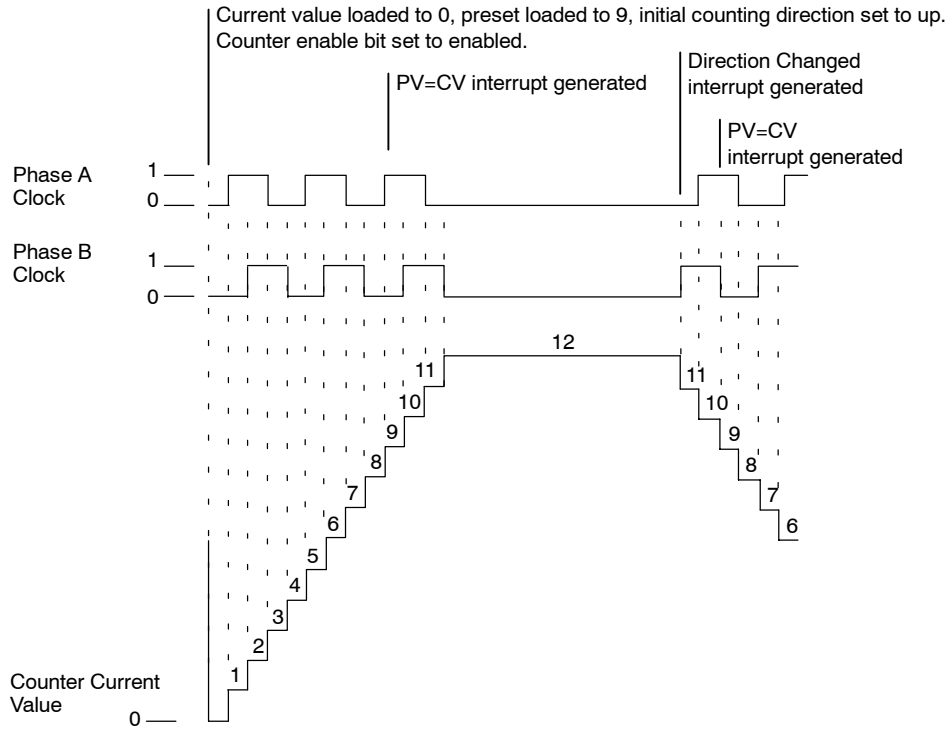 Current value loaded to 0, preset loaded to 9, initial counting direction set to up.
Counter enable bit set to enabled.
PV=CV interrupt generated
Direction Changed
interrupt generated
PV=CV
interrupt generated
Phase A
Clock
1
0
Phase B
Clock
1
0
12
11
11
10
10
9
9
8
8
7
7
6
6
5
4
3
2
1
Counter Current
Value
0